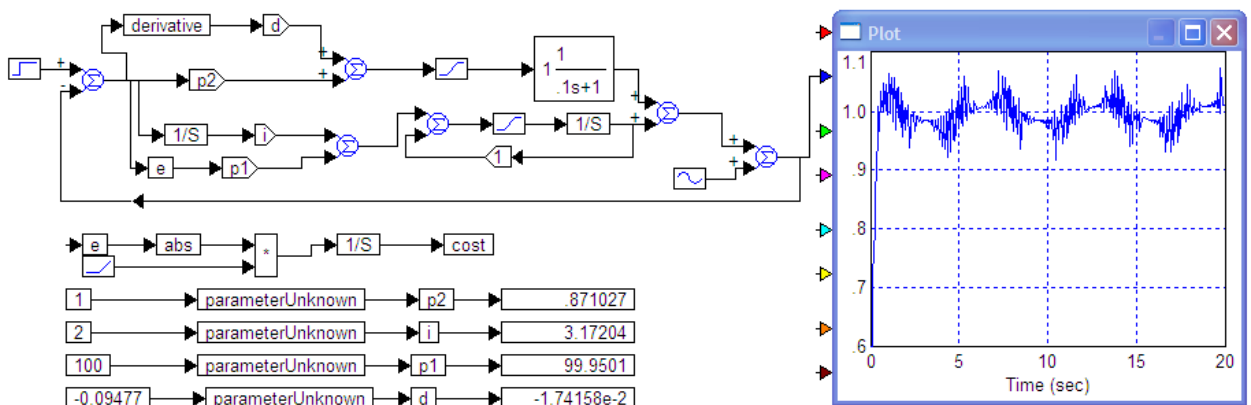 derivative d
+ + p2 + 1 1
- .1s+1
1/S i + + 1/S +
e p1 + 1 + +
e abs * 1/S cost
1 parameterUnknown p2 .871027
2 parameterUnknown i 3.17204
100 parameterUnknown p1 99.9501
-0.09477 parameterUnknown d -1.74158e-2
Plot
1.1
1.0
.9
.8
.7
.6
0 5 10 15 20
Time (sec)